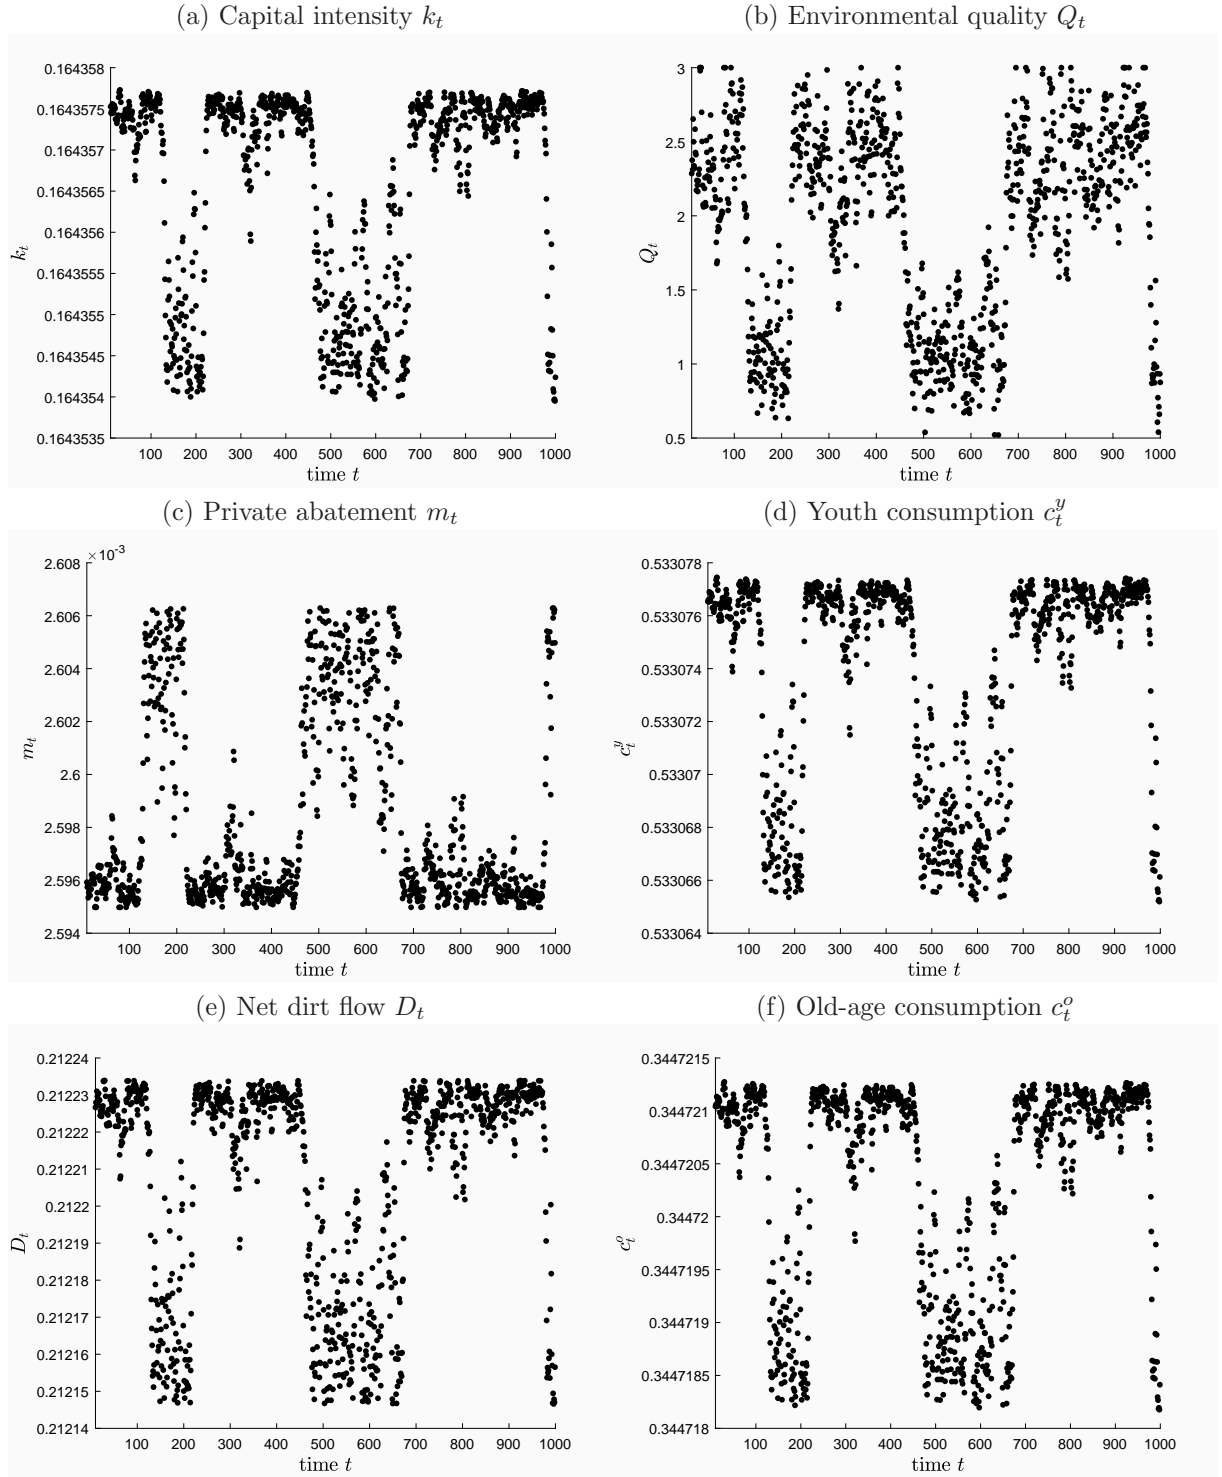 (a) Capital intensity k_t
0.164358
0.1643575
0.164357
0.1643565
0.164356
0.1643555
0.164355
0.1643545
0.164354
0.1643535
k_t
100 200 300 400 500 600 700 800 900 1000
time t
(b) Environmental quality Q_t
3
2.5
2
1.5
1
0.5
Q_t
100 200 300 400 500 600 700 800 900 1000
time t
(c) Private abatement m_t
×10^-3
2.608
2.606
2.604
2.602
2.6
2.598
2.596
2.594
m_t
100 200 300 400 500 600 700 800 900 1000
time t
(d) Youth consumption c_t^y
0.533078
0.533076
0.533074
0.533072
0.53307
0.533068
0.533066
0.533064
c_t^y
100 200 300 400 500 600 700 800 900 1000
time t
(e) Net dirt flow D_t
0.21224
0.21223
0.21222
0.21221
0.2122
0.21219
0.21218
0.21217
0.21216
0.21215
0.21214
D_t
100 200 300 400 500 600 700 800 900 1000
time t
(f) Old-age consumption c_t^o
0.3447215
0.344721
0.3447205
0.34472
0.3447195
0.344719
0.3447185
0.344718
c_t^o
100 200 300 400 500 600 700 800 900 1000
time t